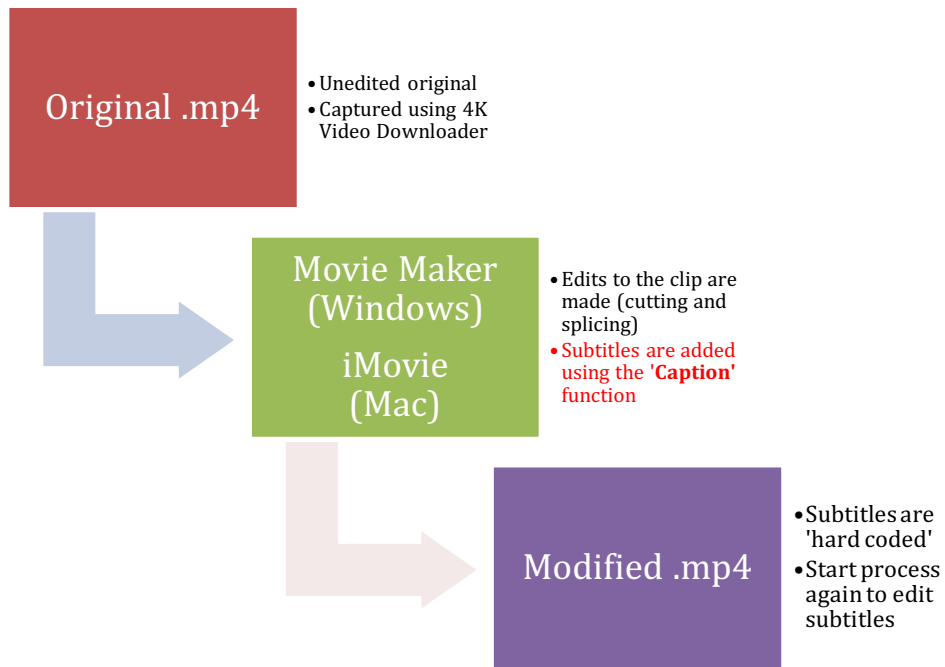 Original .mp4
•Unedited original
•Captured using 4K
Video Downloader
Movie Maker
(Windows)
iMovie
(Mac)
•Edits to the clip are
made (cutting and
splicing)
•Subtitles are added
using the 'Caption'
function
Modified .mp4
•Subtitles are
'hard coded'
•Start process
again to edit
subtitles